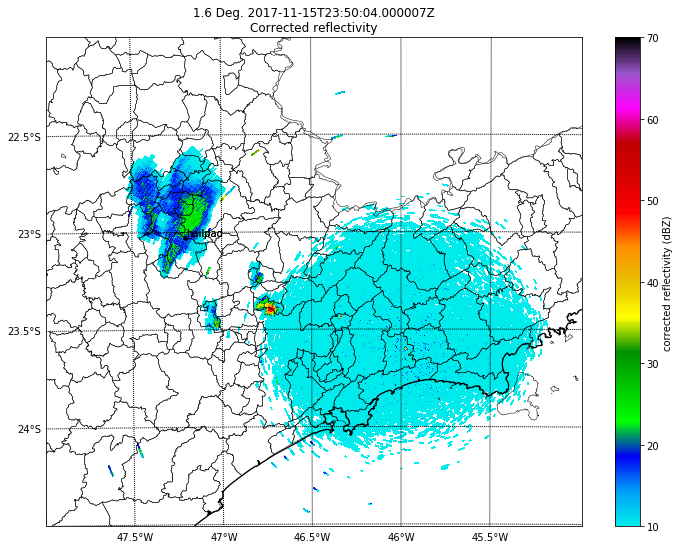 1.6 Deg. 2017-11-15T23:50:04.000007Z
Corrected reflectivity
22.5°S
23°S
23.5°S
24°S
47.5°W
47°W
46.5°W
46°W
45.5°W
70
60
50
40
30
20
10
corrected reflectivity (dBZ)